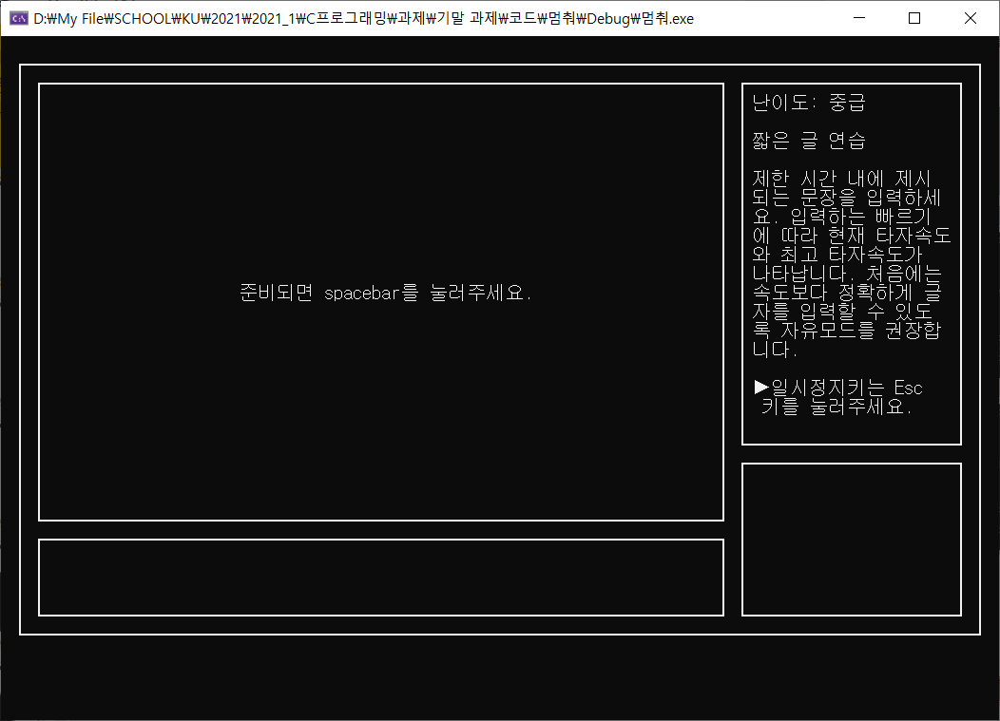 D:₩My File₩SCHOOL₩KU₩2021₩2021_1₩C프로그래밍₩과제₩기말 과제₩코드₩멈춰₩Debug₩멈춰.exe
준비되면 spacebar를 눌러주세요.
난이도: 중급
짧은 글 연습
제한 시간 내에 제시
되는 문장을 입력하세
요. 입력하는 빠르기
에 따라 현재 타자속도
와 최고 타자속도가
나타납니다. 처음에는
속도보다 정확하게 글
자를 입력할 수 있도
록 자유모드를 권장합
니다.
▶일시정지키는 Esc
키를 눌러주세요.